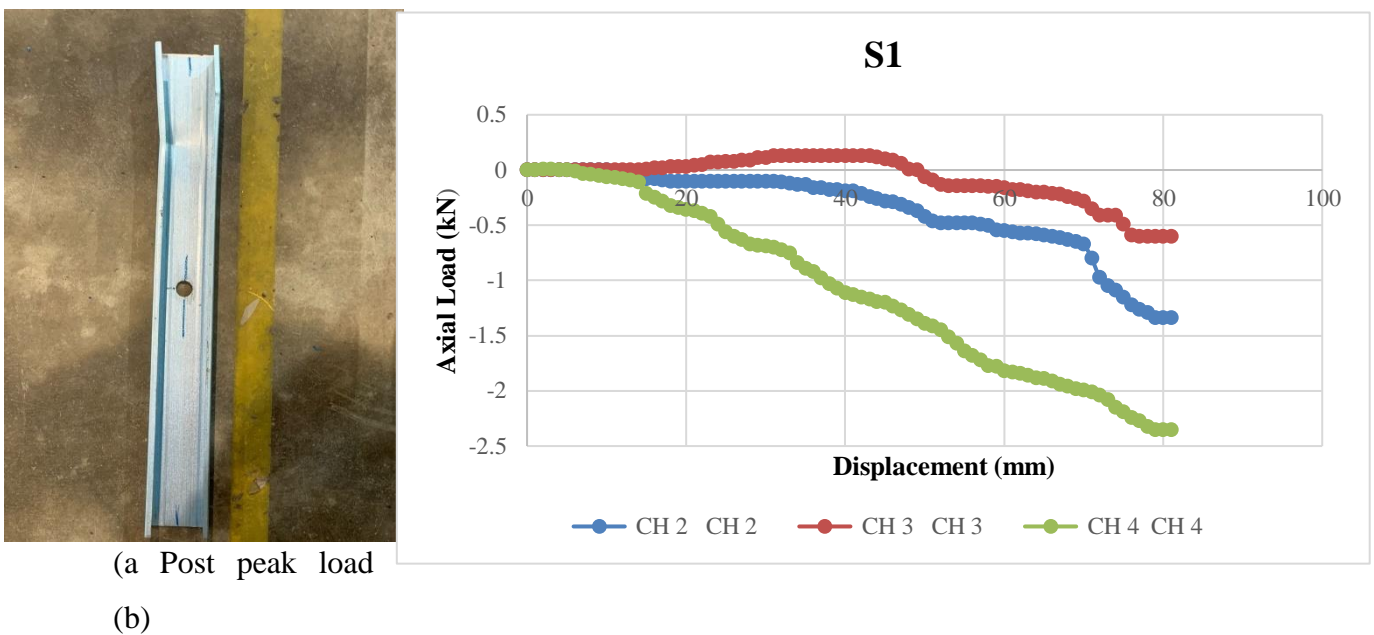 S1
0.5
0
-0.5
-1
-1.5
-2
-2.5
0 20 40 60 80 100
Axial Load (kN)
Displacement (mm)
CH 2 CH 2 CH 3 CH 3 CH 4 CH 4
(a Post peak load
(b)